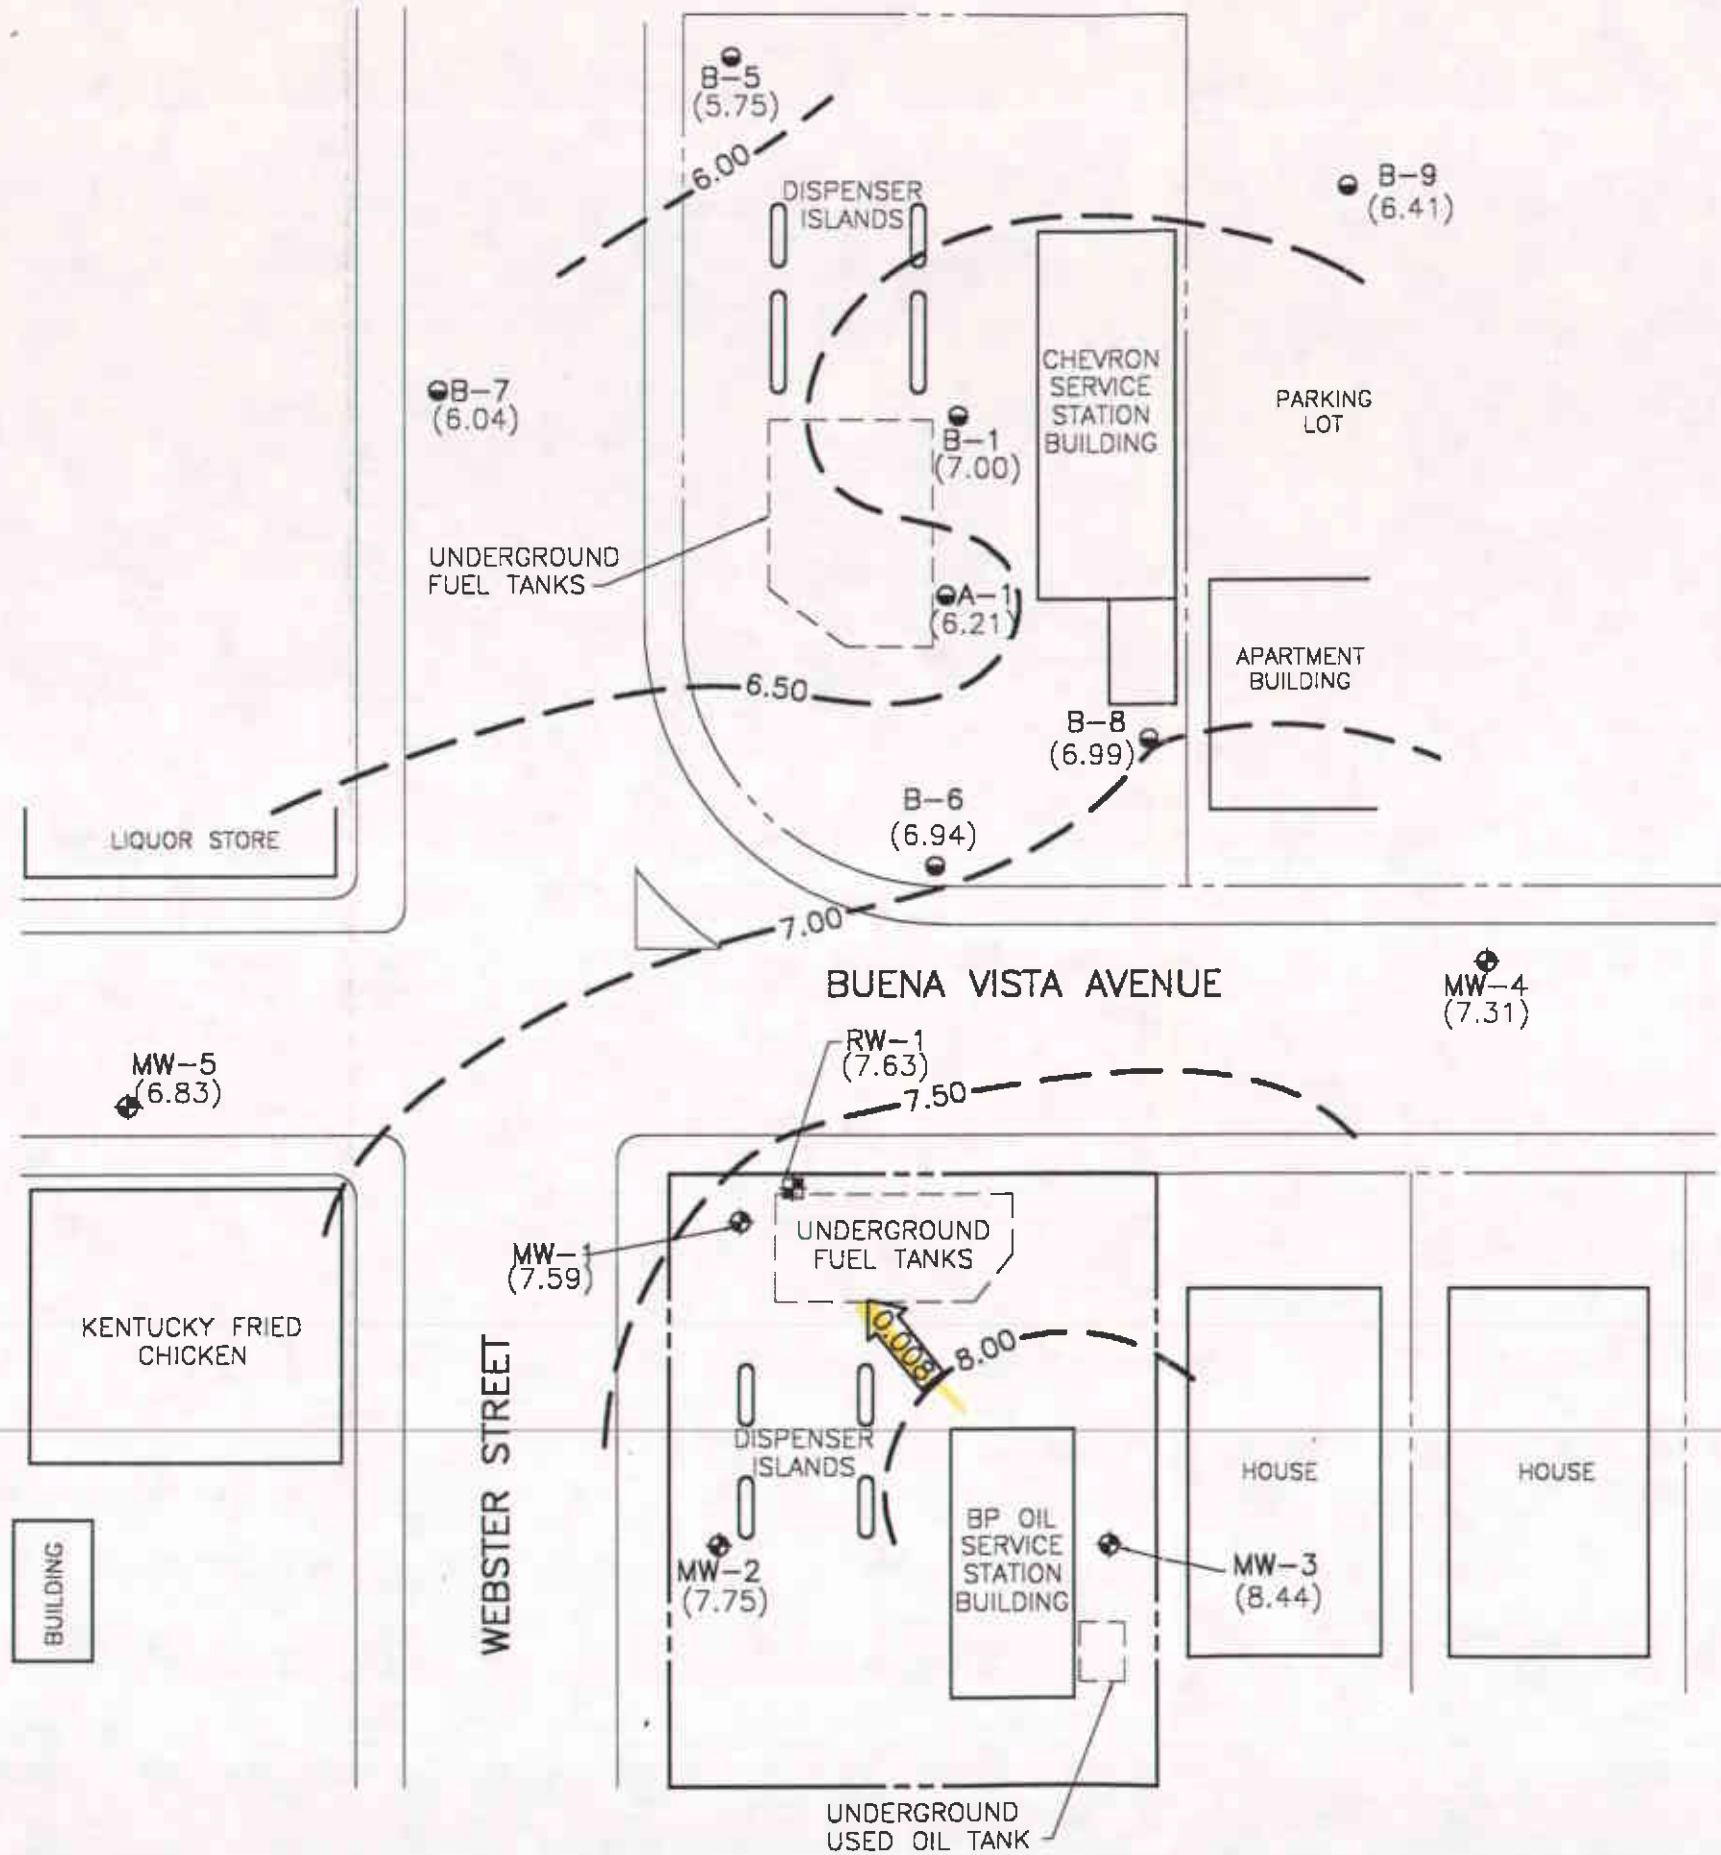 B-5
(5.75)
6.00
DISPENSER
ISLANDS
B-9
(6.41)
CHEVRON
SERVICE
STATION
BUILDING
PARKING
LOT
B-7
(6.04)
B-1
(7.00)
UNDERGROUND
FUEL TANKS
A-1
(6.21)
APARTMENT
BUILDING
6.50
B-8
(6.99)
B-6
(6.94)
LIQUOR STORE
7.00
BUENA VISTA AVENUE
MW-4
(7.31)
RW-1
(7.63)
MW-5
(6.83)
7.50
UNDERGROUND
FUEL TANKS
MW-1
(7.59)
KENTUCKY FRIED
CHICKEN
0.008
8.00
WEBSTER STREET
DISPENSER
ISLANDS
HOUSE
HOUSE
BP OIL
SERVICE
STATION
BUILDING
BUILDING
MW-2
(7.75)
MW-3
(8.44)
UNDERGROUND
USED OIL TANK